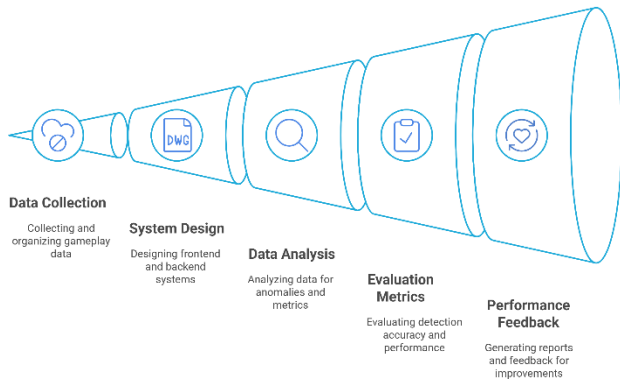 DWG
Data Collection
Collecting and
organizing gameplay
data
System Design
Designing frontend
and backend
systems
Data Analysis
Analyzing data for
anomalies and
metrics
Evaluation
Metrics
Evaluating detection
accuracy and
performance
Performance
Feedback
Generating reports
and feedback for
improvements